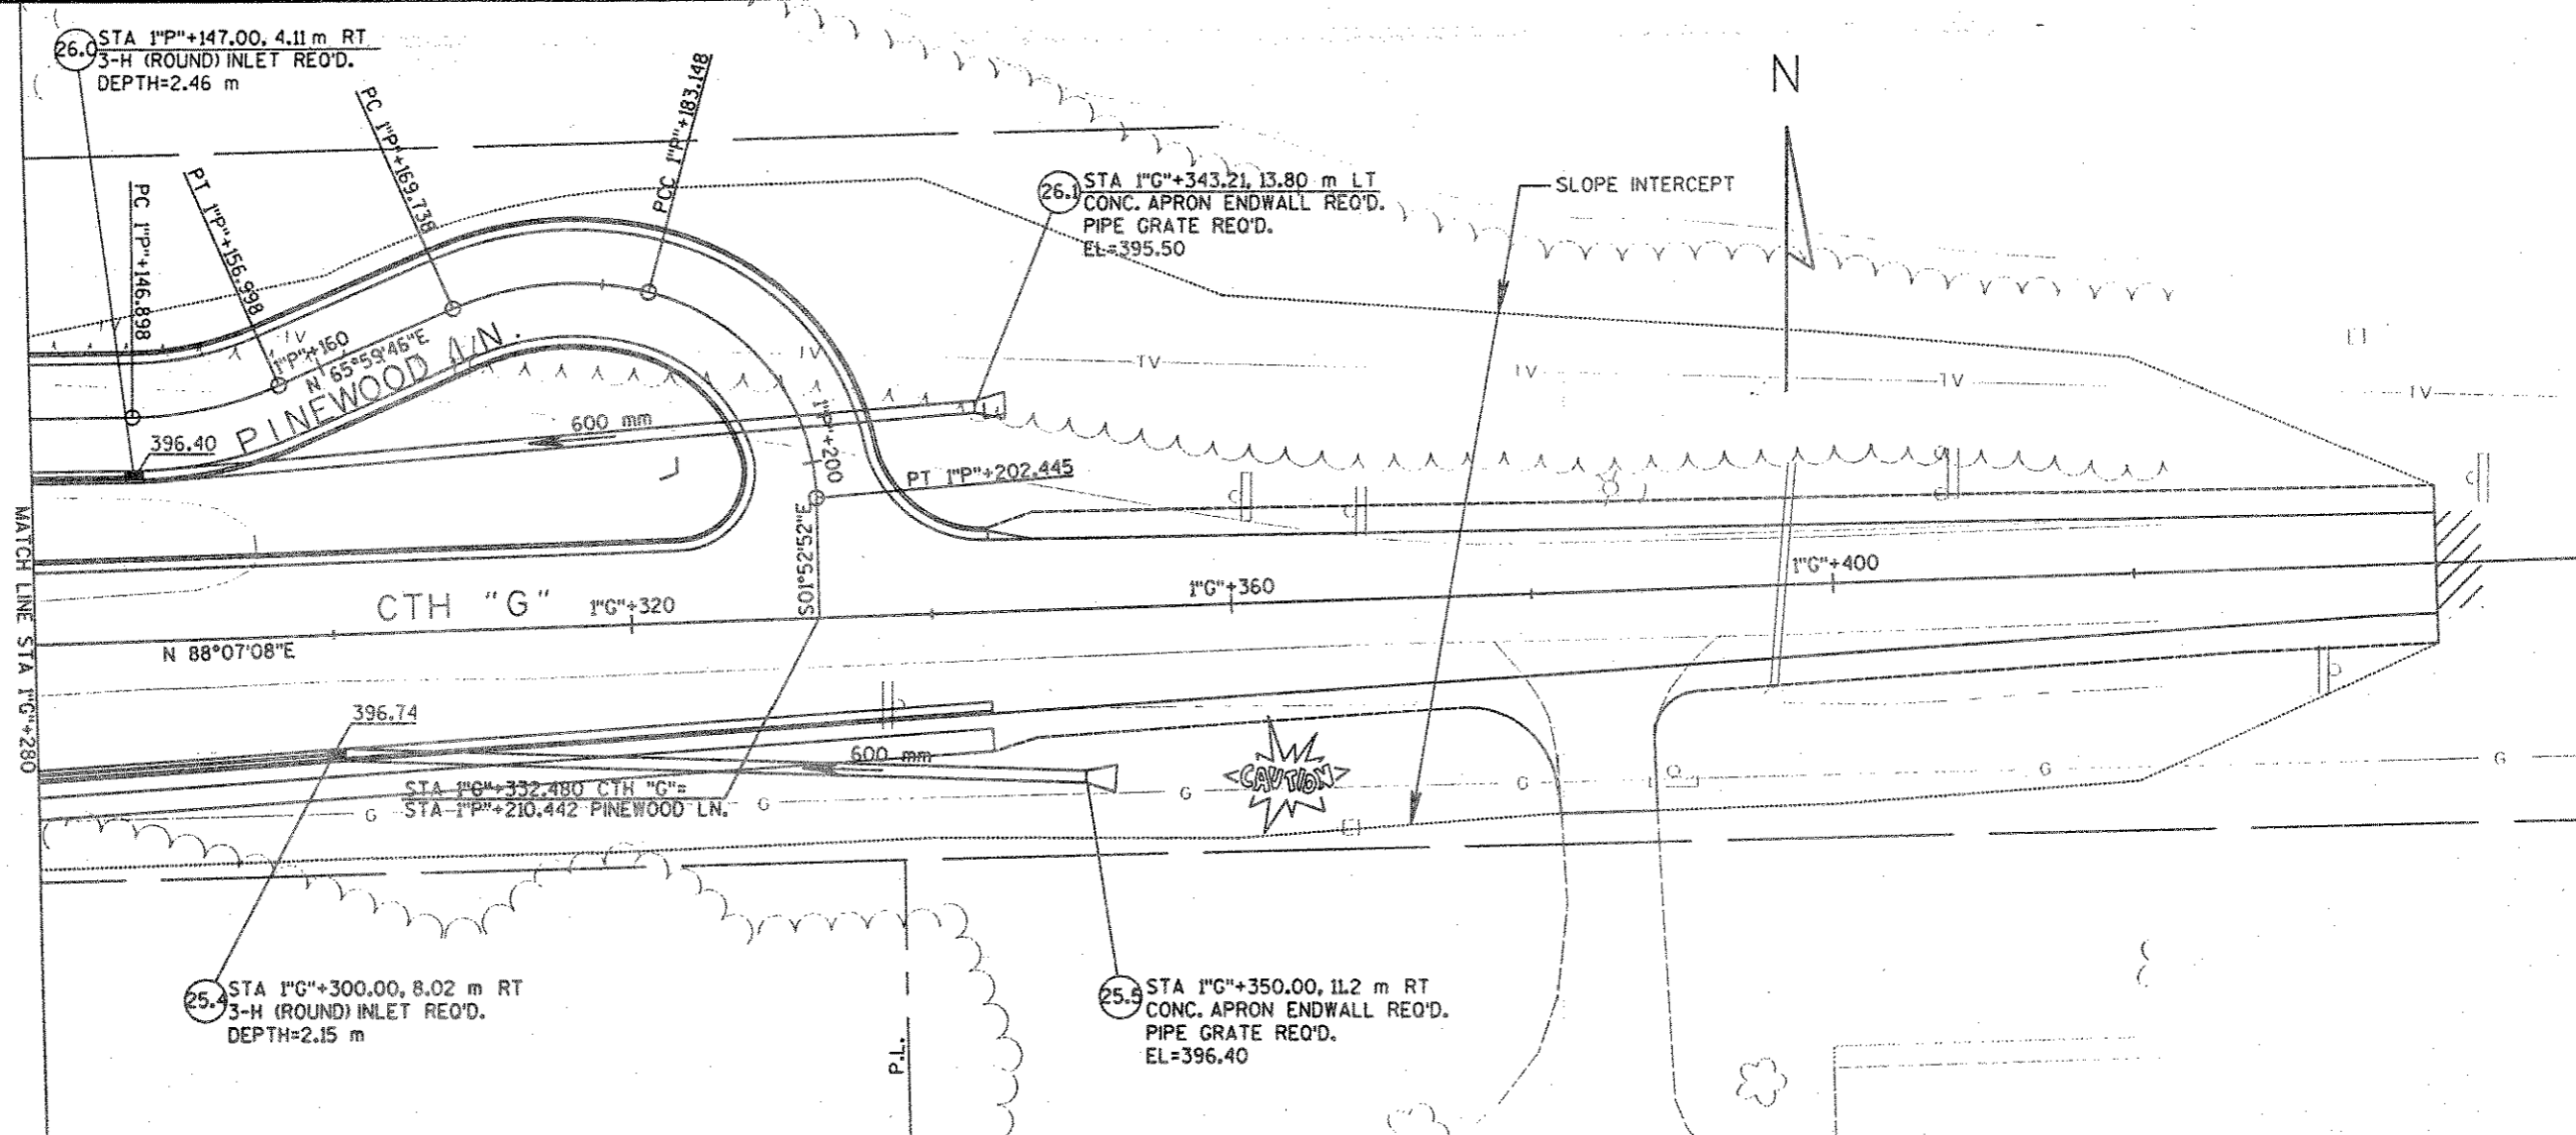 26.0
STA 1"P"+147.00, 4.11 m RT
3-H (ROUND) INLET REQ'D.
DEPTH=2.46 m
PC 1"P"+146.898
PT 1"P"+156.998
PC 1"P"+169.738
PCC 1"P"+183.148
26.1
STA 1"G"+343.21, 13.80 m LT
CONC. APRON ENDWALL REQ'D.
PIPE GRATE REQ'D.
EL=395.50
SLOPE INTERCEPT
N
1"P"+160
N 65°59'46"E
PINEWOOD LN.
396.40
600 mm
1"P"+200
PT 1"P"+202.445
S01°52'52"E
TV
TV
TV
TV
TV
TV
MATCH LINE STA 1"G"+280
CTH "G"
1"G"+320
1"G"+360
1"G"+400
N 88°07'08"E
396.74
600 mm
STA 1"G"+332.480 CTH "G"=
STA 1"P"+210.442 PINEWOOD LN.
CAUTION
G
G
G
G
G
G
25.4
STA 1"G"+300.00, 8.02 m RT
3-H (ROUND) INLET REQ'D.
DEPTH=2.15 m
25.5
STA 1"G"+350.00, 11.2 m RT
CONC. APRON ENDWALL REQ'D.
PIPE GRATE REQ'D.
EL=396.40
P.L.